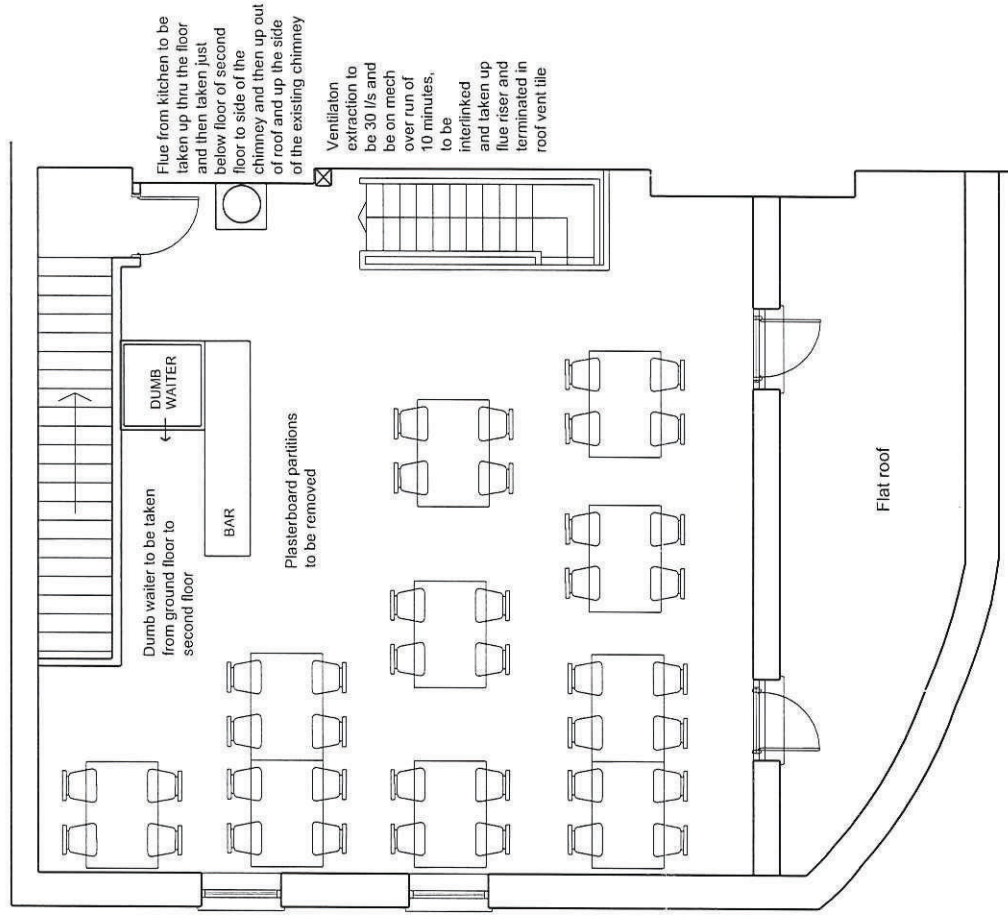 Flue from kitchen to be
taken up thru the floor
and then taken just
below floor of second
floor to side of the
chimney and then up out
of roof and up the side
of the existing chimney
Ventilaton
extraction to
be 30 l/s and
be on mech
over run of
10 minutes,
to be
interlinked
and taken up
flue riser and
terminated in
roof vent tile
DUMB
WAITER
Dumb waiter to be taken
from ground floor to
second floor
BAR
Plasterboard partitions
to be removed
Flat roof